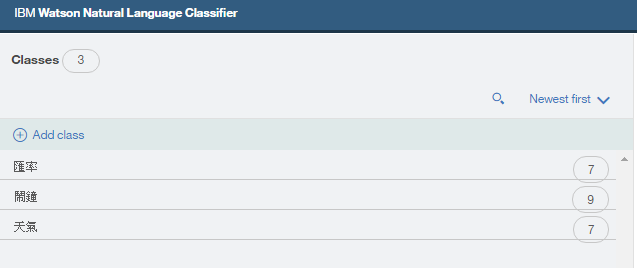 IBM Watson Natural Language Classifier
Classes 3
Newest first
Add class
匯率 7
鬧鐘 9
天氣 7